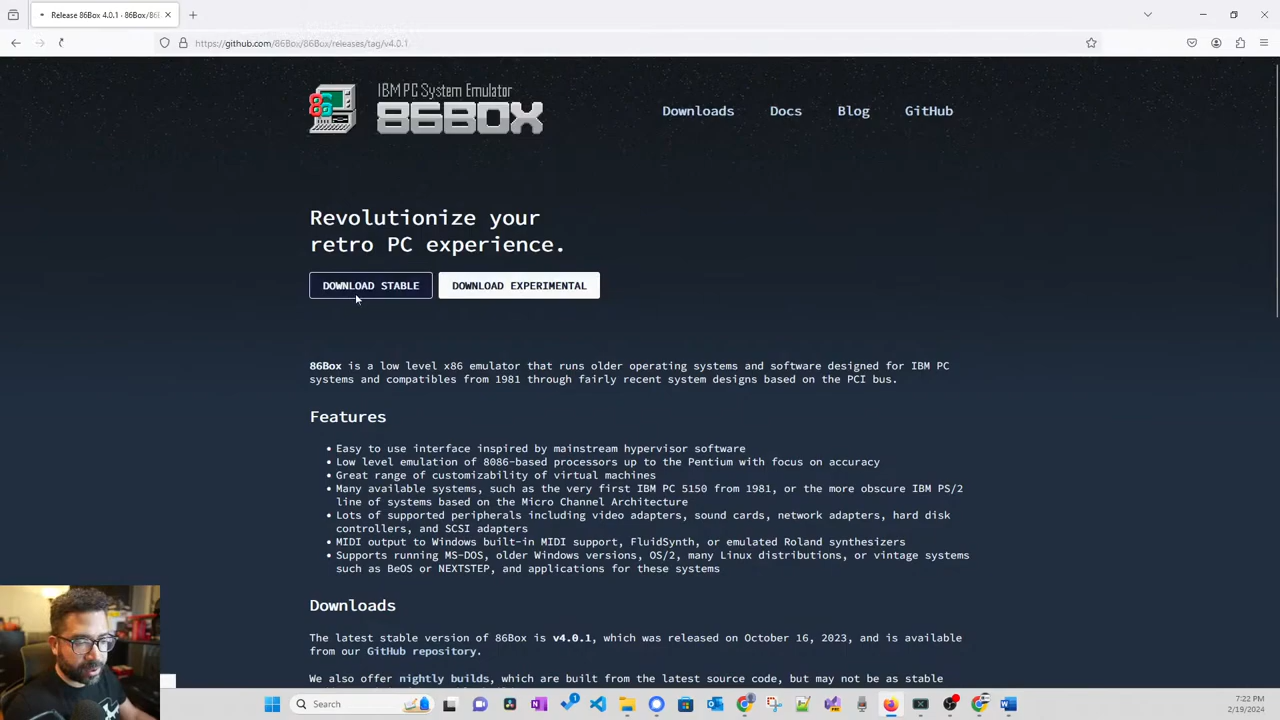 Release 86Box 4.0.1 · 86Box/86
https://github.com/86Box/86Box/releases/tag/v4.0.1
86
IBM PC System Emulator
86BOX
Downloads
Docs
Blog
GitHub
Revolutionize your
retro PC experience.
DOWNLOAD STABLE
DOWNLOAD EXPERIMENTAL
86Box is a low level x86 emulator that runs older operating systems and software designed for IBM PC
systems and compatibles from 1981 through fairly recent system designs based on the PCI bus.
Features
• Easy to use interface inspired by mainstream hypervisor software
• Low level emulation of 8086-based processors up to the Pentium with focus on accuracy
• Great range of customizability of virtual machines
• Many available systems, such as the very first IBM PC 5150 from 1981, or the more obscure IBM PS/2
line of systems based on the Micro Channel Architecture
• Lots of supported peripherals including video adapters, sound cards, network adapters, hard disk
controllers, and SCSI adapters
• MIDI output to Windows built-in MIDI support, FluidSynth, or emulated Roland synthesizers
• Supports running MS-DOS, older Windows versions, OS/2, many Linux distributions, or vintage systems
such as BeOS or NEXTSTEP, and applications for these systems
Downloads
The latest stable version of 86Box is v4.0.1, which was released on October 16, 2023, and is available
from our GitHub repository.
We also offer nightly builds, which are built from the latest source code, but may not be as stable
Search
7:22 PM
2/19/2024